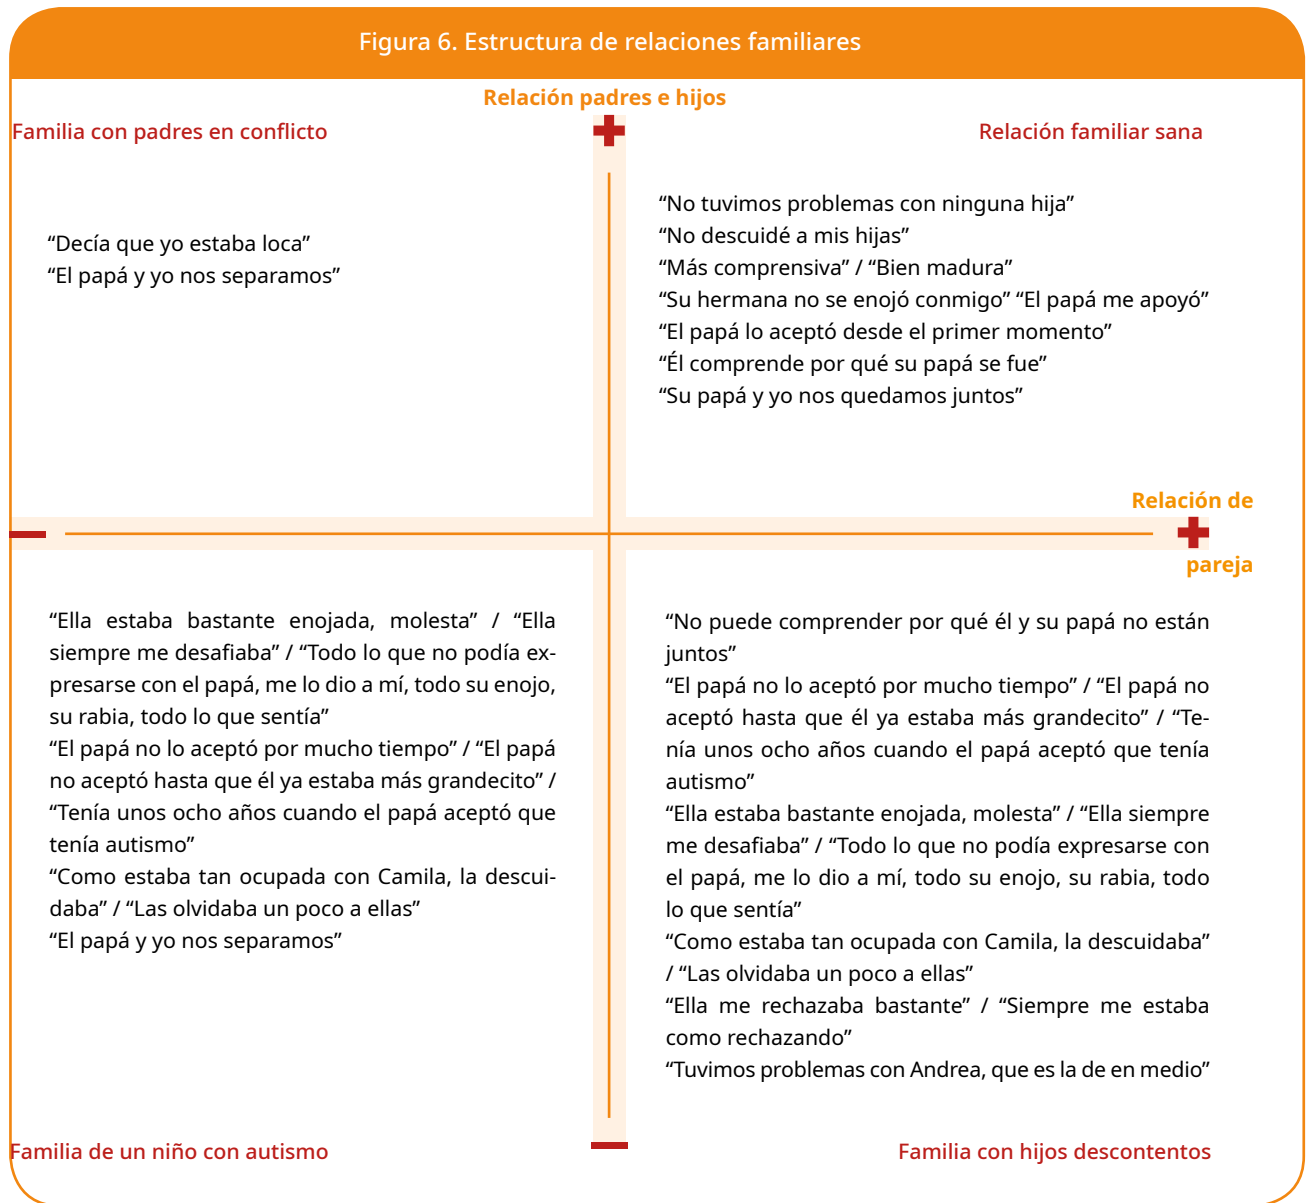 Figura 6. Estructura de relaciones familiares
Relación padres e hijos
Familia con padres en conflicto
Relación familiar sana
“Decía que yo estaba loca”
“El papá y yo nos separamos”
“No tuvimos problemas con ninguna hija”
“No descuidé a mis hijas”
“Más comprensiva” / “Bien madura”
“Su hermana no se enojó conmigo” “El papá me apoyó”
“El papá lo aceptó desde el primer momento”
“Él comprende por qué su papá se fue”
“Su papá y yo nos quedamos juntos”
Relación de
pareja
“Ella estaba bastante enojada, molesta” / “Ella
siempre me desafiaba” / “Todo lo que no podía ex-
presarse con el papá, me lo dio a mí, todo su enojo,
su rabia, todo lo que sentía”
“El papá no lo aceptó por mucho tiempo” / “El papá
no aceptó hasta que él ya estaba más grandecito” /
“Tenía unos ocho años cuando el papá aceptó que
tenía autismo”
“Como estaba tan ocupada con Camila, la descui-
daba” / “Las olvidaba un poco a ellas”
“El papá y yo nos separamos”
“No puede comprender por qué él y su papá no están
juntos”
“El papá no lo aceptó por mucho tiempo” / “El papá no
aceptó hasta que él ya estaba más grandecito” / “Te-
nía unos ocho años cuando el papá aceptó que tenía
autismo”
“Ella estaba bastante enojada, molesta” / “Ella siempre
me desafiaba” / “Todo lo que no podía expresarse con
el papá, me lo dio a mí, todo su enojo, su rabia, todo
lo que sentía”
“Como estaba tan ocupada con Camila, la descuidaba”
/ “Las olvidaba un poco a ellas”
“Ella me rechazaba bastante” / “Siempre me estaba
como rechazando”
“Tuvimos problemas con Andrea, que es la de en medio”
Familia de un niño con autismo
Familia con hijos descontentos